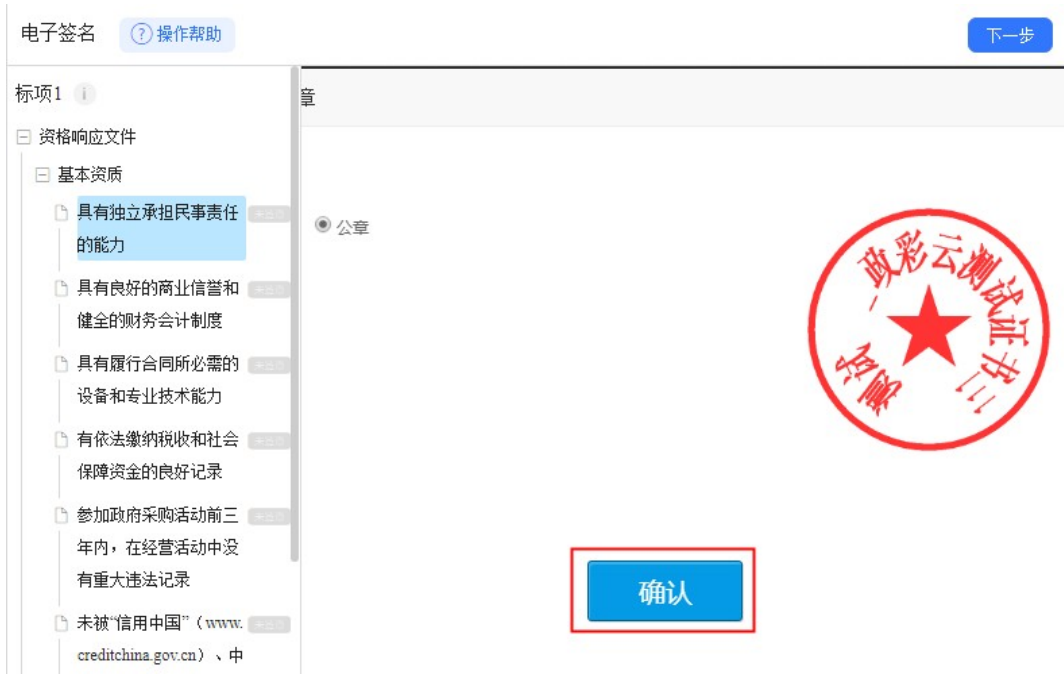 电子签名
操作帮助
下一步
标项1
章
资格响应文件
基本资质
具有独立承担民事责任
的能力
公章
测试-政彩云测试证书111
具有良好的商业信誉和
健全的财务会计制度
具有履行合同所必需的
设备和专业技术能力
有依法缴纳税收和社会
保障资金的良好记录
参加政府采购活动前三
年内，在经营活动中没
有重大违法记录
确认
未被“信用中国”（www.
creditchina.gov.cn）、中